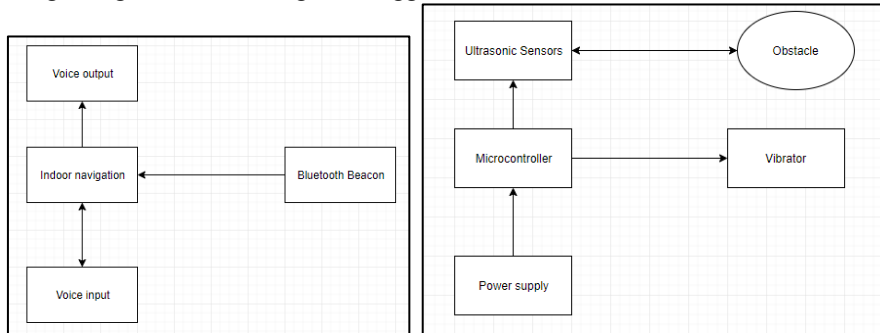 Voice output
Indoor navigation
Bluetooth Beacon
Voice input
Ultrasonic Sensors
Obstacle
Microcontroller
Vibrator
Power supply